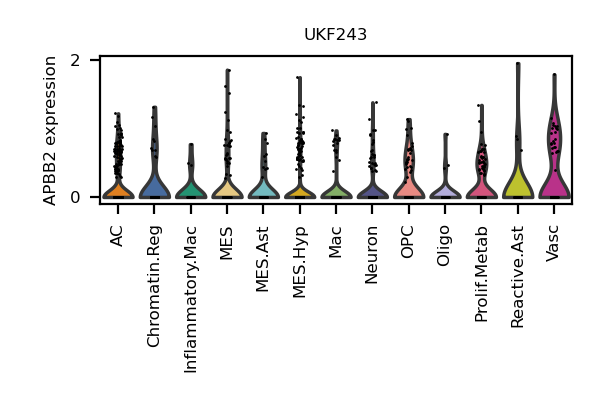 UKF243
APBB2 expression
2
0
AC
Chromatin.Reg
Inflammatory.Mac
MES
MES.Ast
MES.Hyp
Mac
Neuron
OPC
Oligo
Prolif.Metab
Reactive.Ast
Vasc